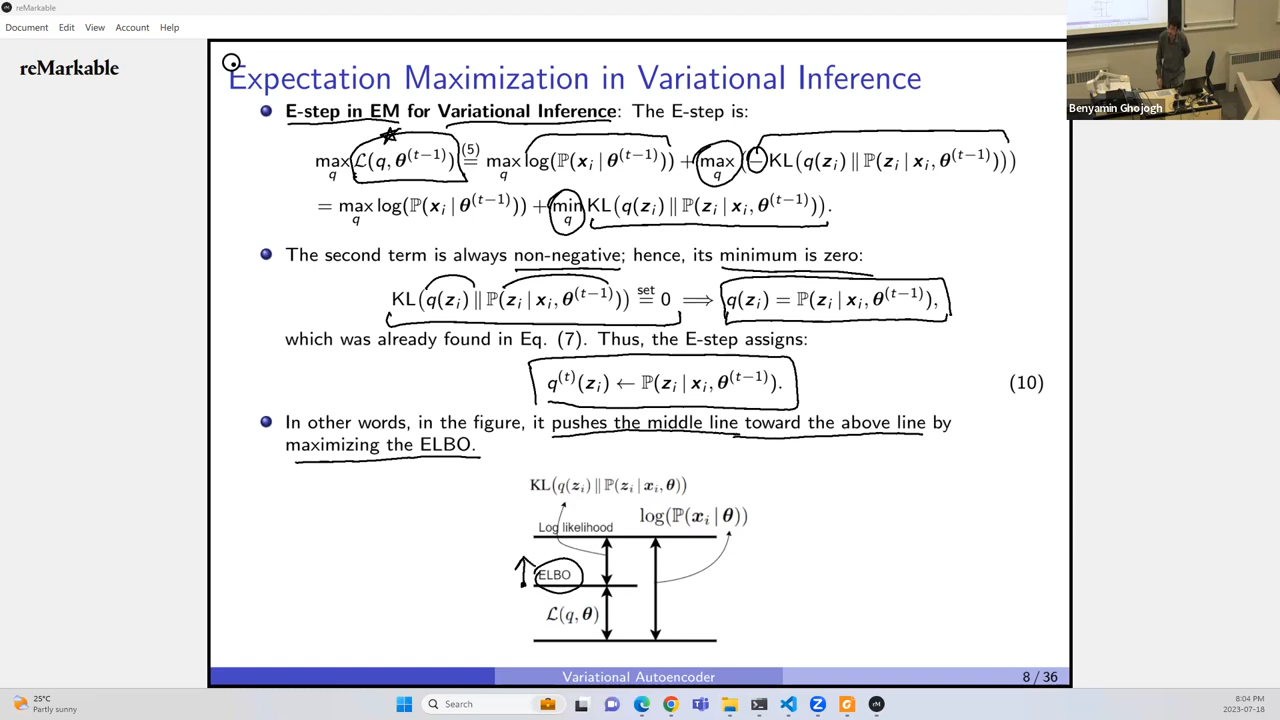 reMarkable
Document Edit View Account Help
reMarkable
Expectation Maximization in Variational Inference
E-step in EM for Variational Inference: The E-step is:
max_q L(q, θ^(t−1)) (5)= max_q log(ℙ(x_i | θ^(t−1))) + max_q (−KL(q(z_i) ‖ ℙ(z_i | x_i, θ^(t−1))))
= max_q log(ℙ(x_i | θ^(t−1))) + min_q KL(q(z_i) ‖ ℙ(z_i | x_i, θ^(t−1))).
The second term is always non-negative; hence, its minimum is zero:
KL(q(z_i) ‖ ℙ(z_i | x_i, θ^(t−1))) set= 0 ⟹ q(z_i) = ℙ(z_i | x_i, θ^(t−1)),
which was already found in Eq. (7). Thus, the E-step assigns:
q^(t)(z_i) ← ℙ(z_i | x_i, θ^(t−1)). (10)
In other words, in the figure, it pushes the middle line toward the above line by
maximizing the ELBO.
KL(q(z_i) ‖ ℙ(z_i | x_i, θ))
Log likelihood log(ℙ(x_i | θ))
ELBO
L(q, θ)
Variational Autoencoder 8 / 36
Benyamin Ghojogh
25°C
Partly sunny
Search
8:04 PM
2023-07-18